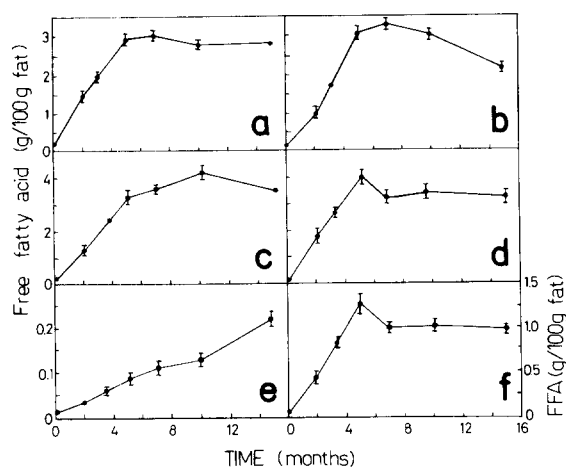 Free fatty acid (g/100g fat)
3
2
1
0
a
b
4
2
0
c
d
0.2
0.1
0
e
f
1.5
1.0
0.5
0
FFA (g/100g fat)
0 4 8 12 0 4 8 12 16
TIME (months)